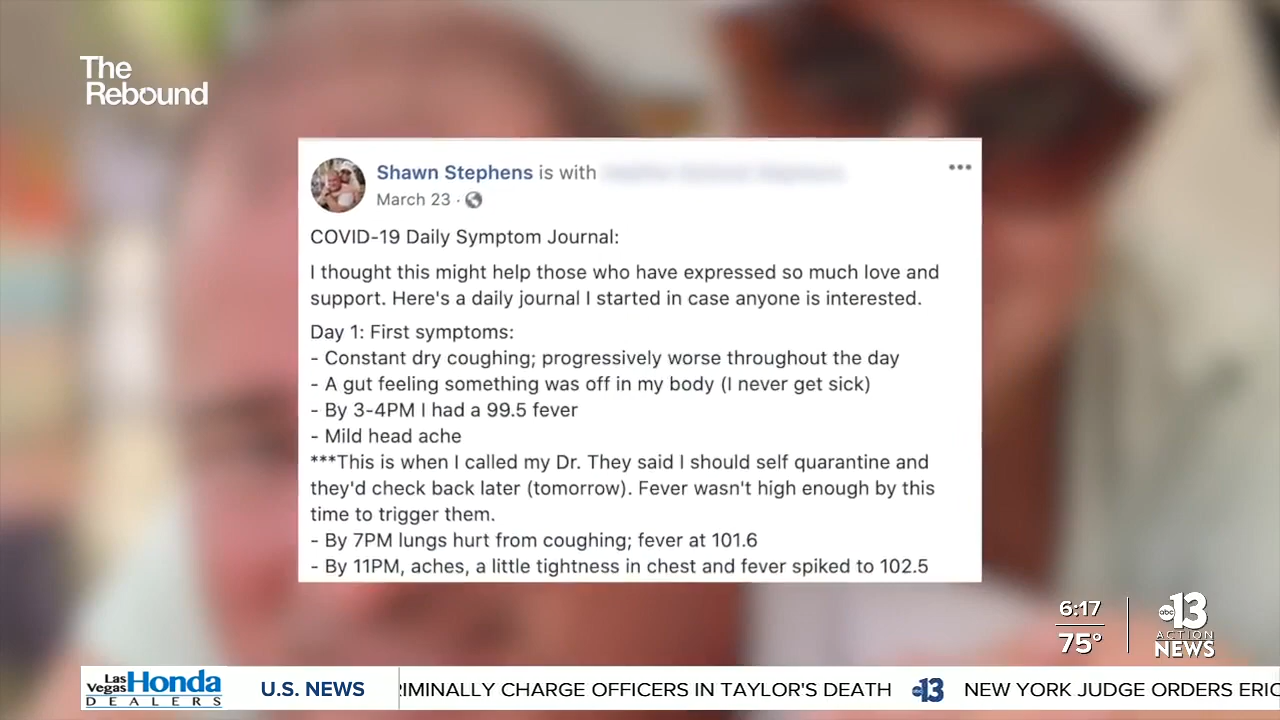 The
Rebound
Shawn Stephens is with
March 23 ·
COVID-19 Daily Symptom Journal:
I thought this might help those who have expressed so much love and
support. Here's a daily journal I started in case anyone is interested.
Day 1: First symptoms:
- Constant dry coughing; progressively worse throughout the day
- A gut feeling something was off in my body (I never get sick)
- By 3-4PM I had a 99.5 fever
- Mild head ache
***This is when I called my Dr. They said I should self quarantine and
they'd check back later (tomorrow). Fever wasn't high enough by this
time to trigger them.
- By 7PM lungs hurt from coughing; fever at 101.6
- By 11PM, aches, a little tightness in chest and fever spiked to 102.5
6:17
75°
abc 13
ACTION
NEWS
Las Vegas Honda
DEALERS
U.S. NEWS
IMINALLY CHARGE OFFICERS IN TAYLOR'S DEATH abc 13 NEW YORK JUDGE ORDERS ERIC